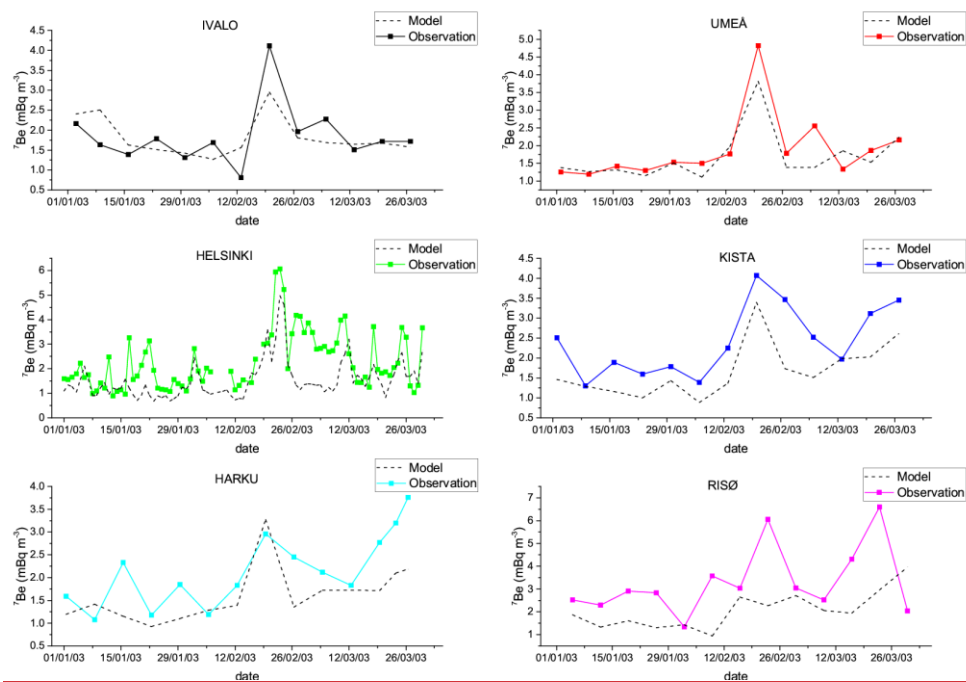 IVALO
Model
Observation
4.5
4.0
3.5
3.0
2.5
2.0
1.5
1.0
0.5
⁷Be (mBq m⁻³)
01/01/03 15/01/03 29/01/03 12/02/03 26/02/03 12/03/03 26/03/03
date
UMEÅ
Model
Observation
5.0
4.5
4.0
3.5
3.0
2.5
2.0
1.5
1.0
⁷Be (mBq m⁻³)
01/01/03 15/01/03 29/01/03 12/02/03 26/02/03 12/03/03 26/03/03
date
HELSINKI
Model
Observation
6
5
4
3
2
1
0
⁷Be (mBq m⁻³)
01/01/03 15/01/03 29/01/03 12/02/03 26/02/03 12/03/03 26/03/03
date
KISTA
Model
Observation
4.5
4.0
3.5
3.0
2.5
2.0
1.5
1.0
0.5
⁷Be (mBq m⁻³)
01/01/03 15/01/03 29/01/03 12/02/03 26/02/03 12/03/03 26/03/03
date
HARKU
Model
Observation
4.0
3.5
3.0
2.5
2.0
1.5
1.0
0.5
⁷Be (mBq m⁻³)
01/01/03 15/01/03 29/01/03 12/02/03 26/02/03 12/03/03 26/03/03
date
RISØ
Model
Observation
7
6
5
4
3
2
1
⁷Be (mBq m⁻³)
01/01/03 15/01/03 29/01/03 12/02/03 26/02/03 12/03/03 26/03/03
date